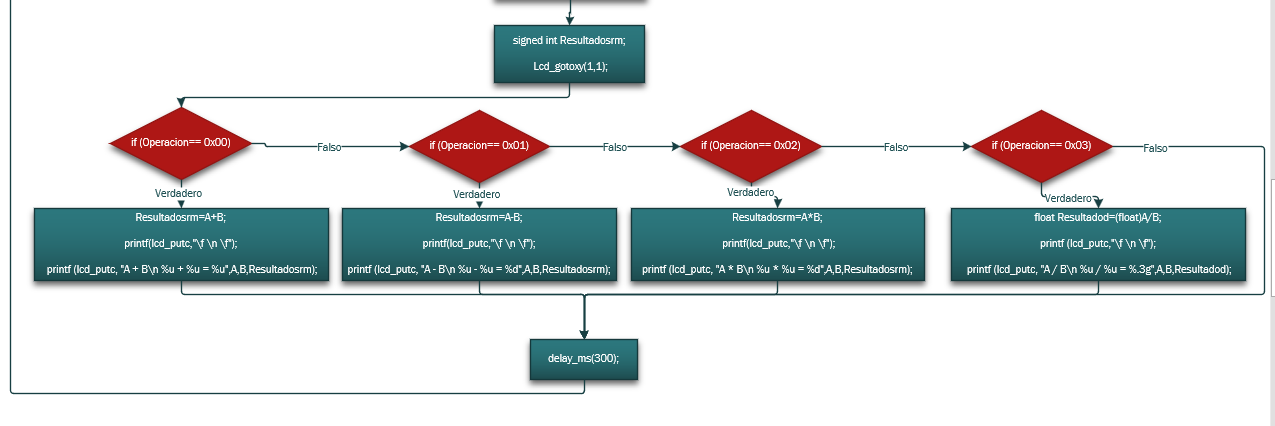 signed int Resultadosrm;
Lcd_gotoxy(1,1);
if (Operacion== 0x00)
Falso
if (Operacion== 0x01)
Falso
if (Operacion== 0x02)
Falso
if (Operacion== 0x03)
Falso
Verdadero
Verdadero
Verdadero
Verdadero
Resultadosrm=A+B;
printf(lcd_putc,"\f \n \f");
printf (lcd_putc, "A + B\n %u + %u = %u",A,B,Resultadosrm);
Resultadosrm=A-B;
printf(lcd_putc,"\f \n \f");
printf (lcd_putc, "A - B\n %u - %u = %d",A,B,Resultadosrm);
Resultadosrm=A*B;
printf(lcd_putc,"\f \n \f");
printf (lcd_putc, "A * B\n %u * %u = %d",A,B,Resultadosrm);
float Resultadod=(float)A/B;
printf (lcd_putc,"\f \n \f");
printf (lcd_putc, "A / B\n %u / %u = %.3g",A,B,Resultadod);
delay_ms(300);